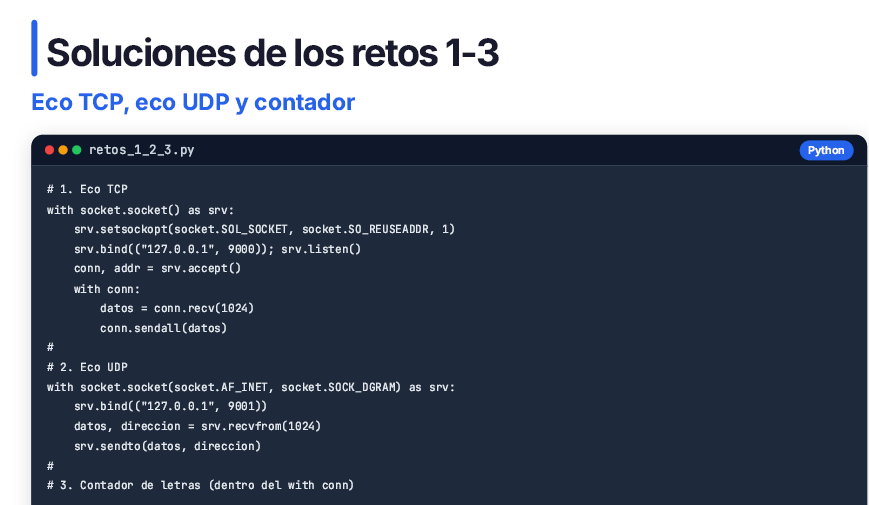 Soluciones de los retos 1-3
Eco TCP, eco UDP y contador
retos_1_2_3.py
Python
# 1. Eco TCP
with socket.socket() as srv:
    srv.setsockopt(socket.SOL_SOCKET, socket.SO_REUSEADDR, 1)
    srv.bind(("127.0.0.1", 9000)); srv.listen()
    conn, addr = srv.accept()
    with conn:
        datos = conn.recv(1024)
        conn.sendall(datos)
#
# 2. Eco UDP
with socket.socket(socket.AF_INET, socket.SOCK_DGRAM) as srv:
    srv.bind(("127.0.0.1", 9001))
    datos, direccion = srv.recvfrom(1024)
    srv.sendto(datos, direccion)
#
# 3. Contador de letras (dentro del with conn)